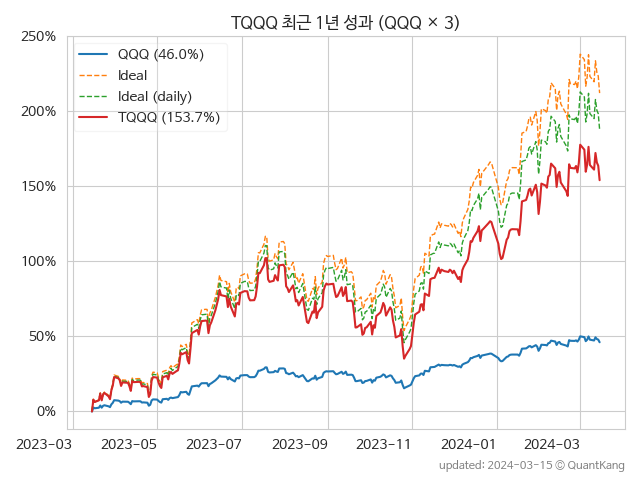 TQQQ 최근 1년 성과 (QQQ × 3)
250%
200%
150%
100%
50%
0%
QQQ (46.0%)
Ideal
Ideal (daily)
TQQQ (153.7%)
2023-03
2023-05
2023-07
2023-09
2023-11
2024-01
2024-03
updated: 2024-03-15 ⓒ QuantKang